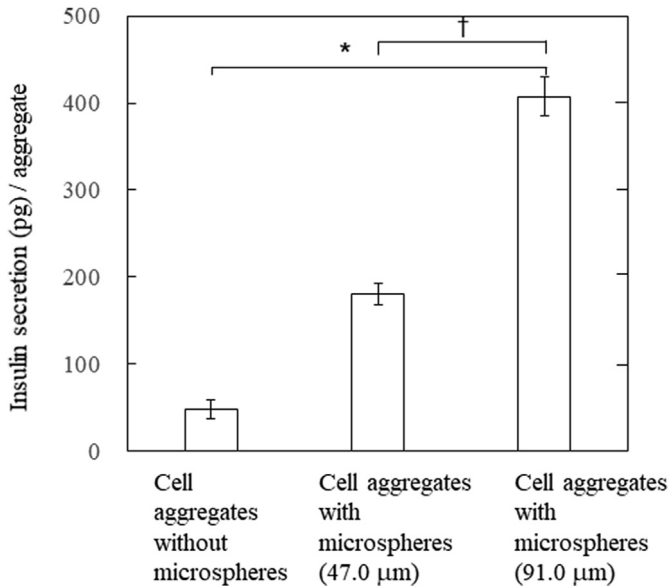 Insulin secretion (pg) / aggregate
500
400
300
200
100
0
*
†
Cell
aggregates
without
microspheres
Cell aggregates
with
microspheres
(47.0 μm)
Cell aggregates
with
microspheres
(91.0 μm)